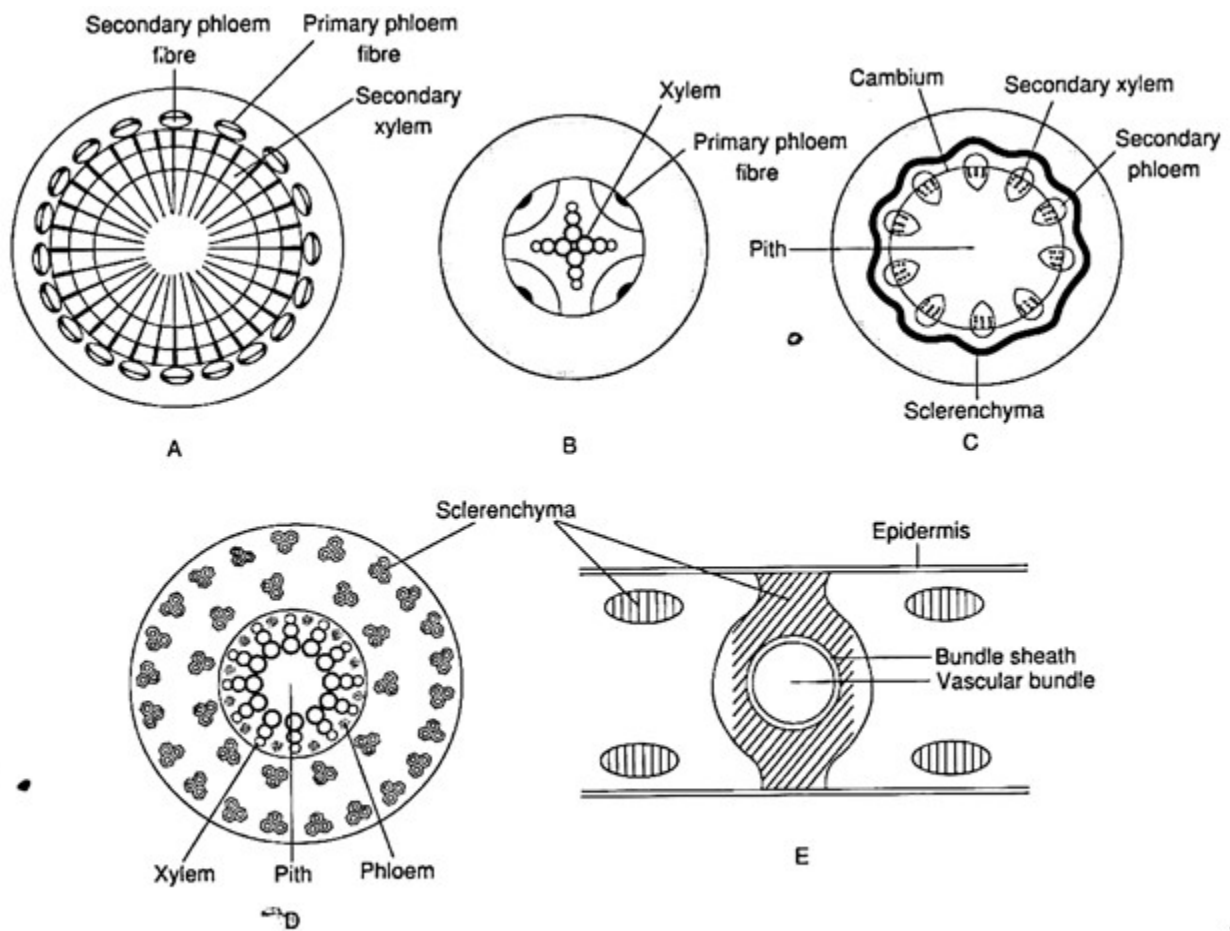 Secondary phloem
fibre
Primary phloem
fibre
Secondary
xylem
A
Xylem
Primary phloem
fibre
B
Cambium
Secondary xylem
Secondary
phloem
Pith
Sclerenchyma
C
Sclerenchyma
Xylem
Pith
Phloem
D
Epidermis
Bundle sheath
Vascular bundle
E